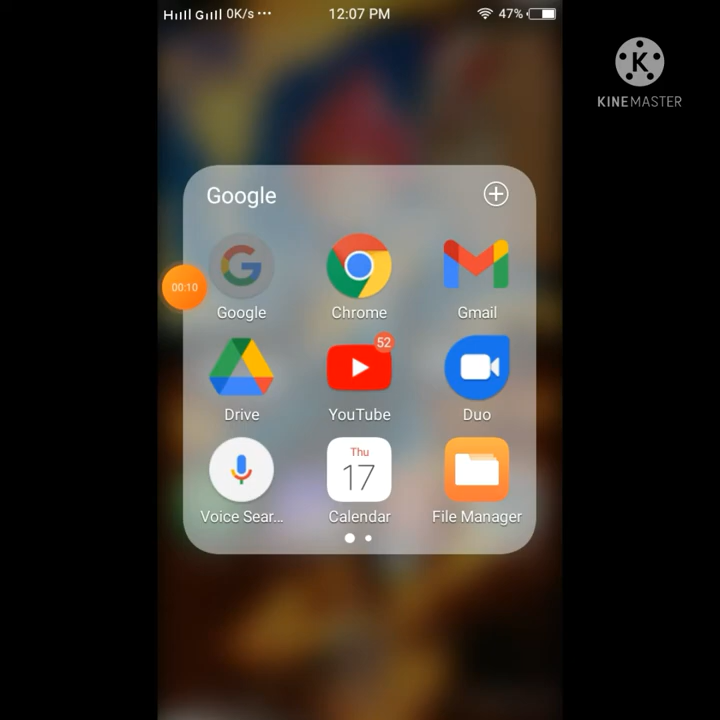 H G 0K/s ... 12:07 PM 47%
K
KINEMASTER
Google
00:10
Google Chrome Gmail
52
Drive YouTube Duo
Thu
17
Voice Sear... Calendar File Manager